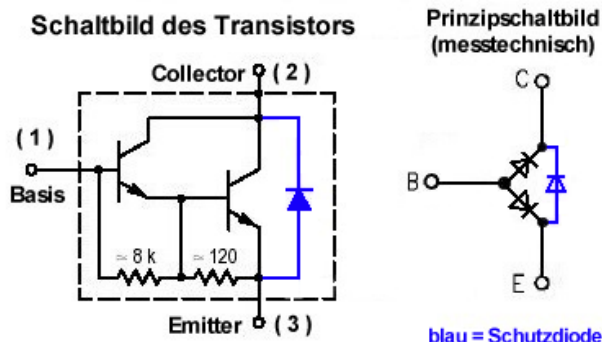 Schaltbild des Transistors
Collector ( 2 )
( 1 )
Basis
≃ 8 k
≃ 120
Emitter ( 3 )
Prinzipschaltbild
(messtechnisch)
C
B
E
blau = Schutzdiode